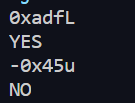 0xadfL
YES
-0x45u
NO